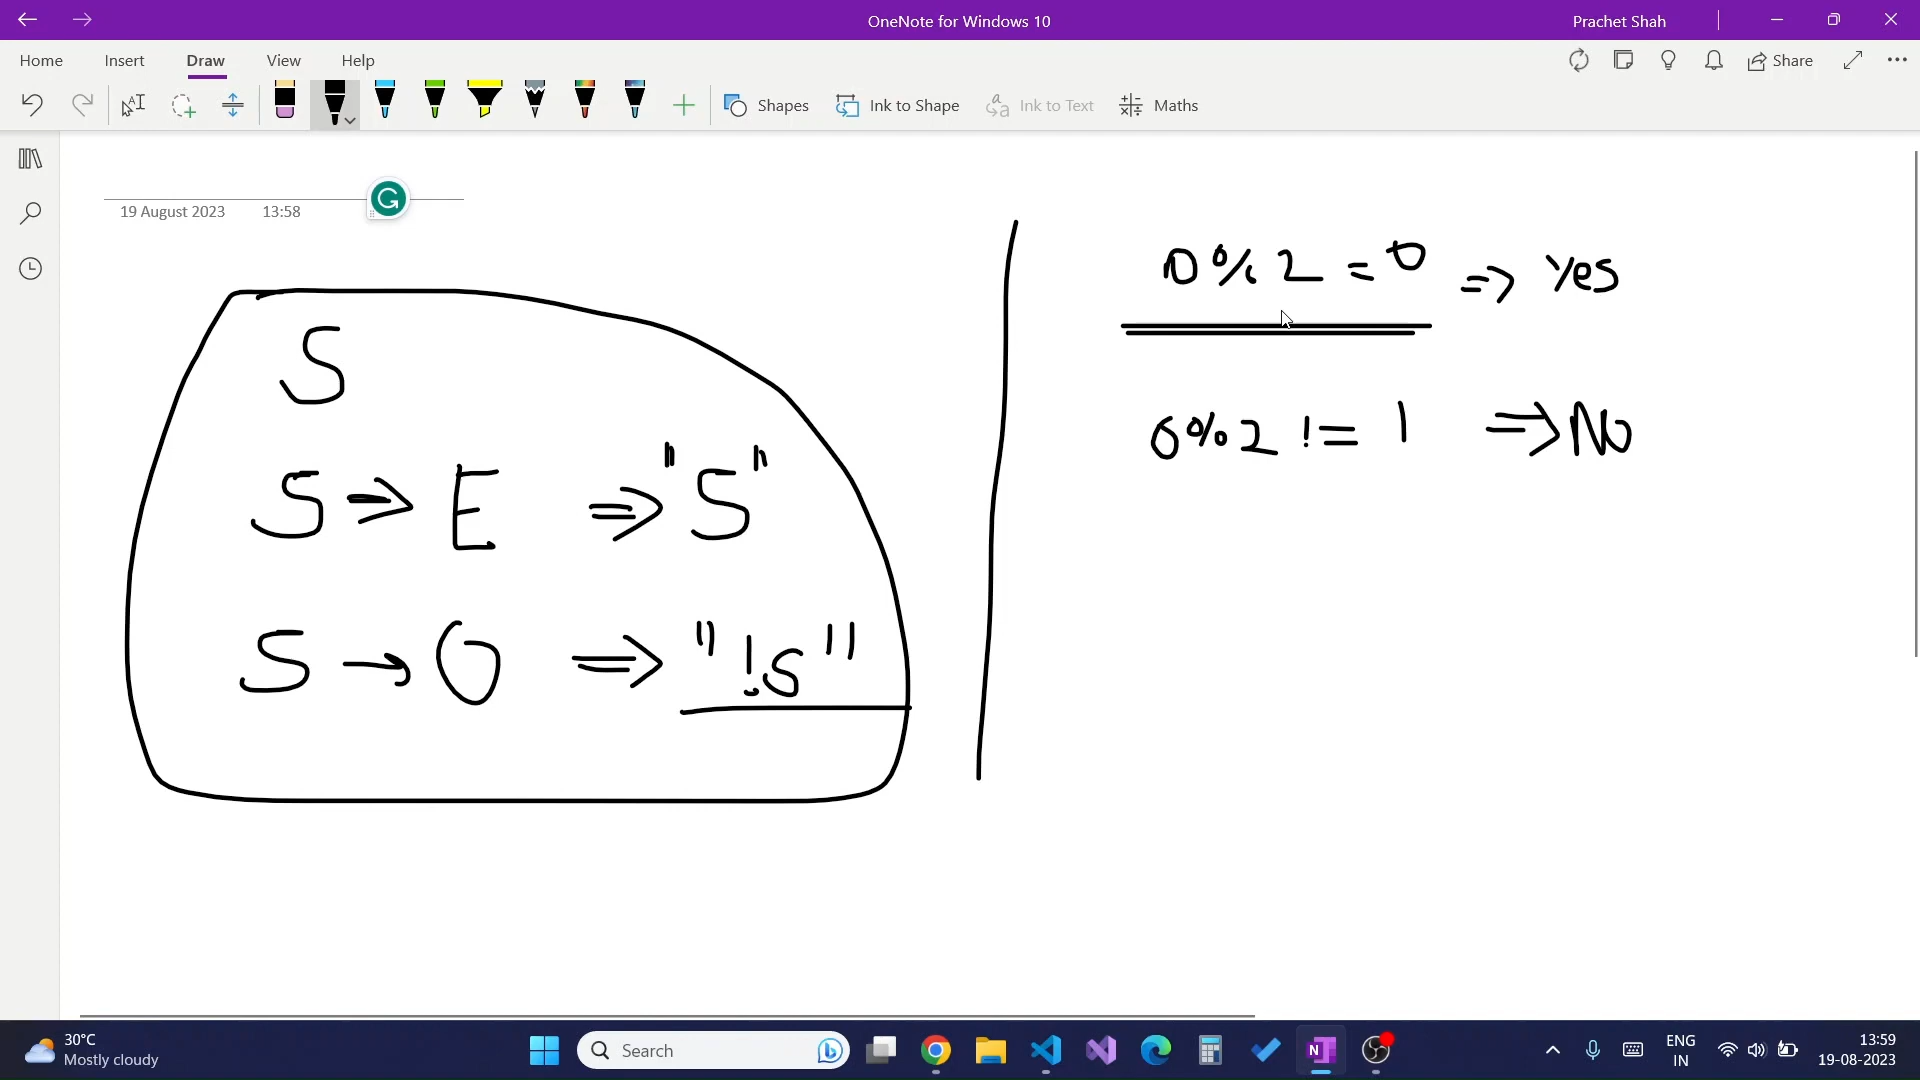 OneNote for Windows 10
Prachet Shah
Home Insert Draw View Help
Share
Shapes Ink to Shape Ink to Text Maths
19 August 2023 13:58
S
S => E => "S"
S -> O => "!S"
0%2 = 0 => Yes
0%2 != 1 => No
30°C
Mostly cloudy
Search
ENG
IN
13:59
19-08-2023